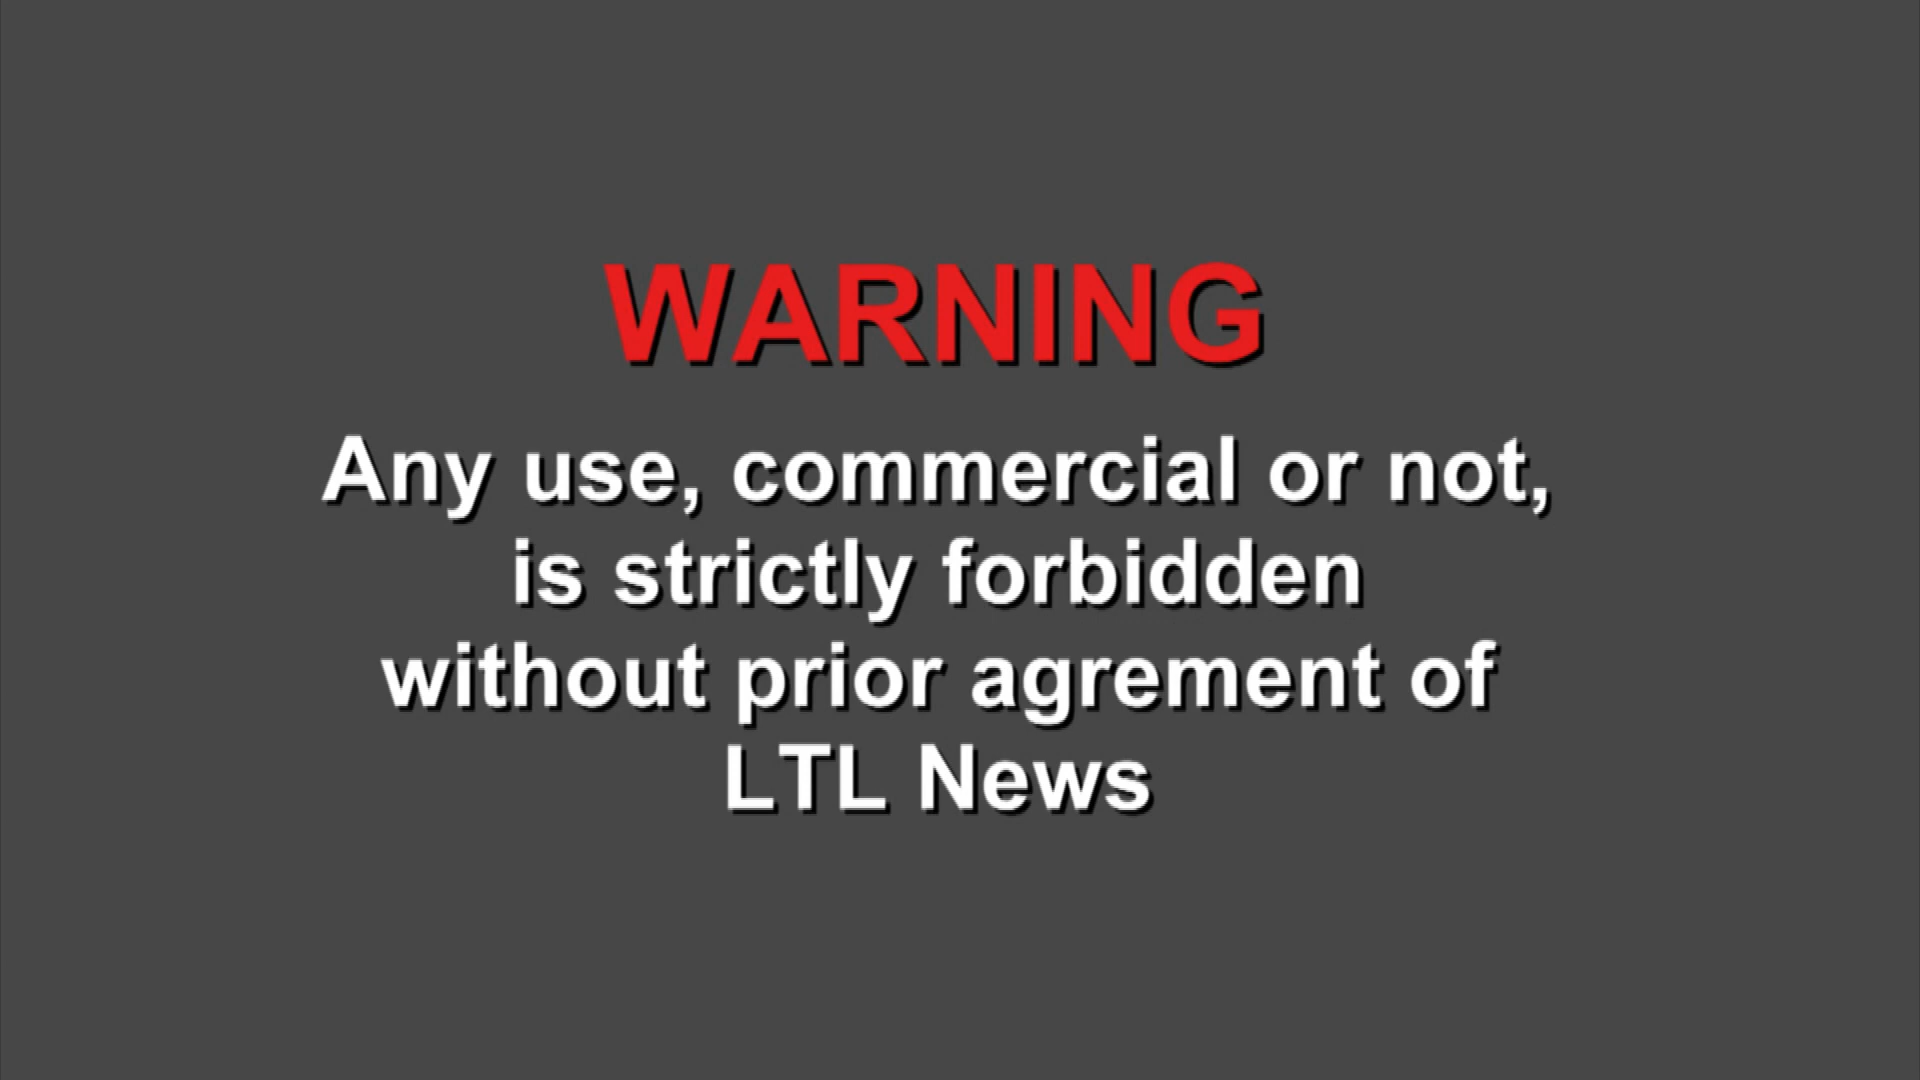 WARNING
Any use, commercial or not,
is strictly forbidden
without prior agrement of
LTL News